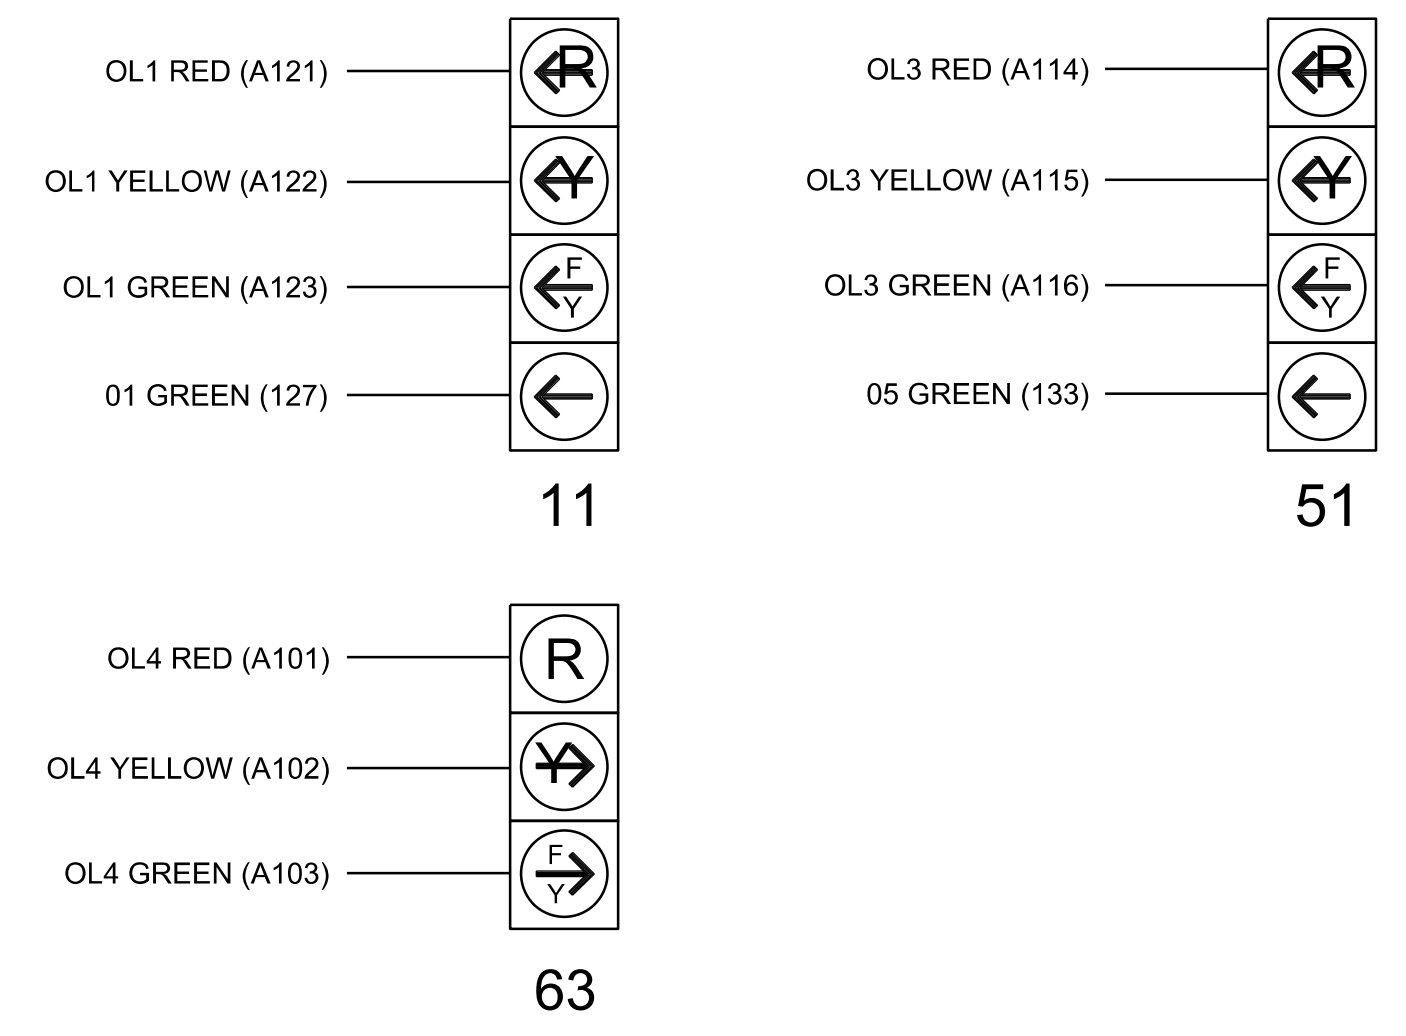 OL1 RED (A121)
R
OL1 YELLOW (A122)
Y
OL1 GREEN (A123)
F
Y
01 GREEN (127)
11
OL3 RED (A114)
R
OL3 YELLOW (A115)
Y
OL3 GREEN (A116)
F
Y
05 GREEN (133)
51
OL4 RED (A101)
R
OL4 YELLOW (A102)
Y
OL4 GREEN (A103)
F
Y
63